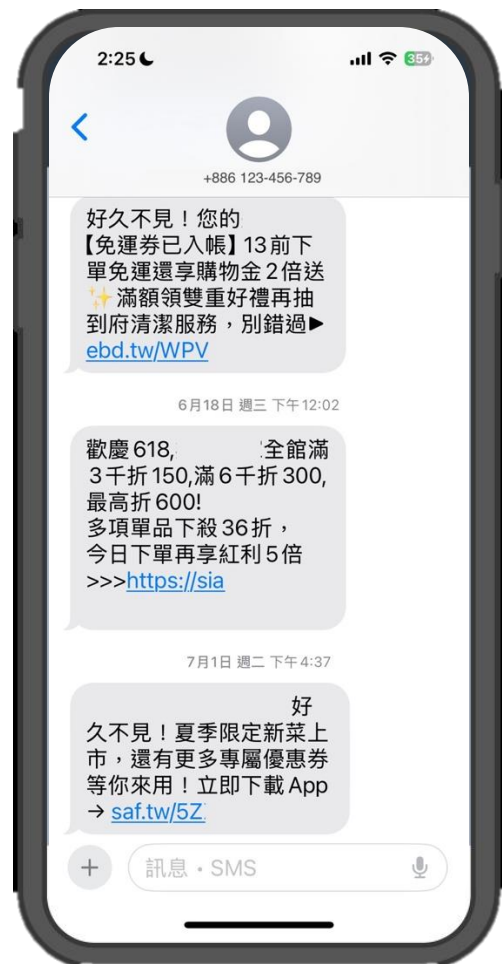 2:25
35
+886 123-456-789
好久不見！您的
【免運券已入帳】13前下
單免運還享購物金2倍送
✨滿額領雙重好禮再抽
到府清潔服務，別錯過▶
ebd.tw/WPV
6月18日 週三 下午12:02
歡慶618, 全館滿
3千折150,滿6千折300,
最高折600!
多項單品下殺36折，
今日下單再享紅利5倍
>>>https://sia
7月1日 週二 下午4:37
好
久不見！夏季限定新菜上
市，還有更多專屬優惠券
等你來用！立即下載App
→ saf.tw/5Z
訊息・SMS